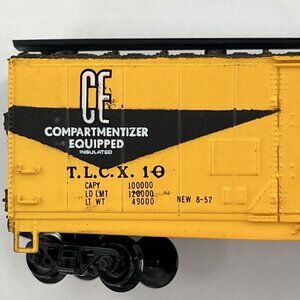 CE
COMPARTMENTIZER
EQUIPPED
INSULATED
T.L.C.X. 10
CAPY 100000
LD LMT 120000
LT WT 49000 NEW 8-57